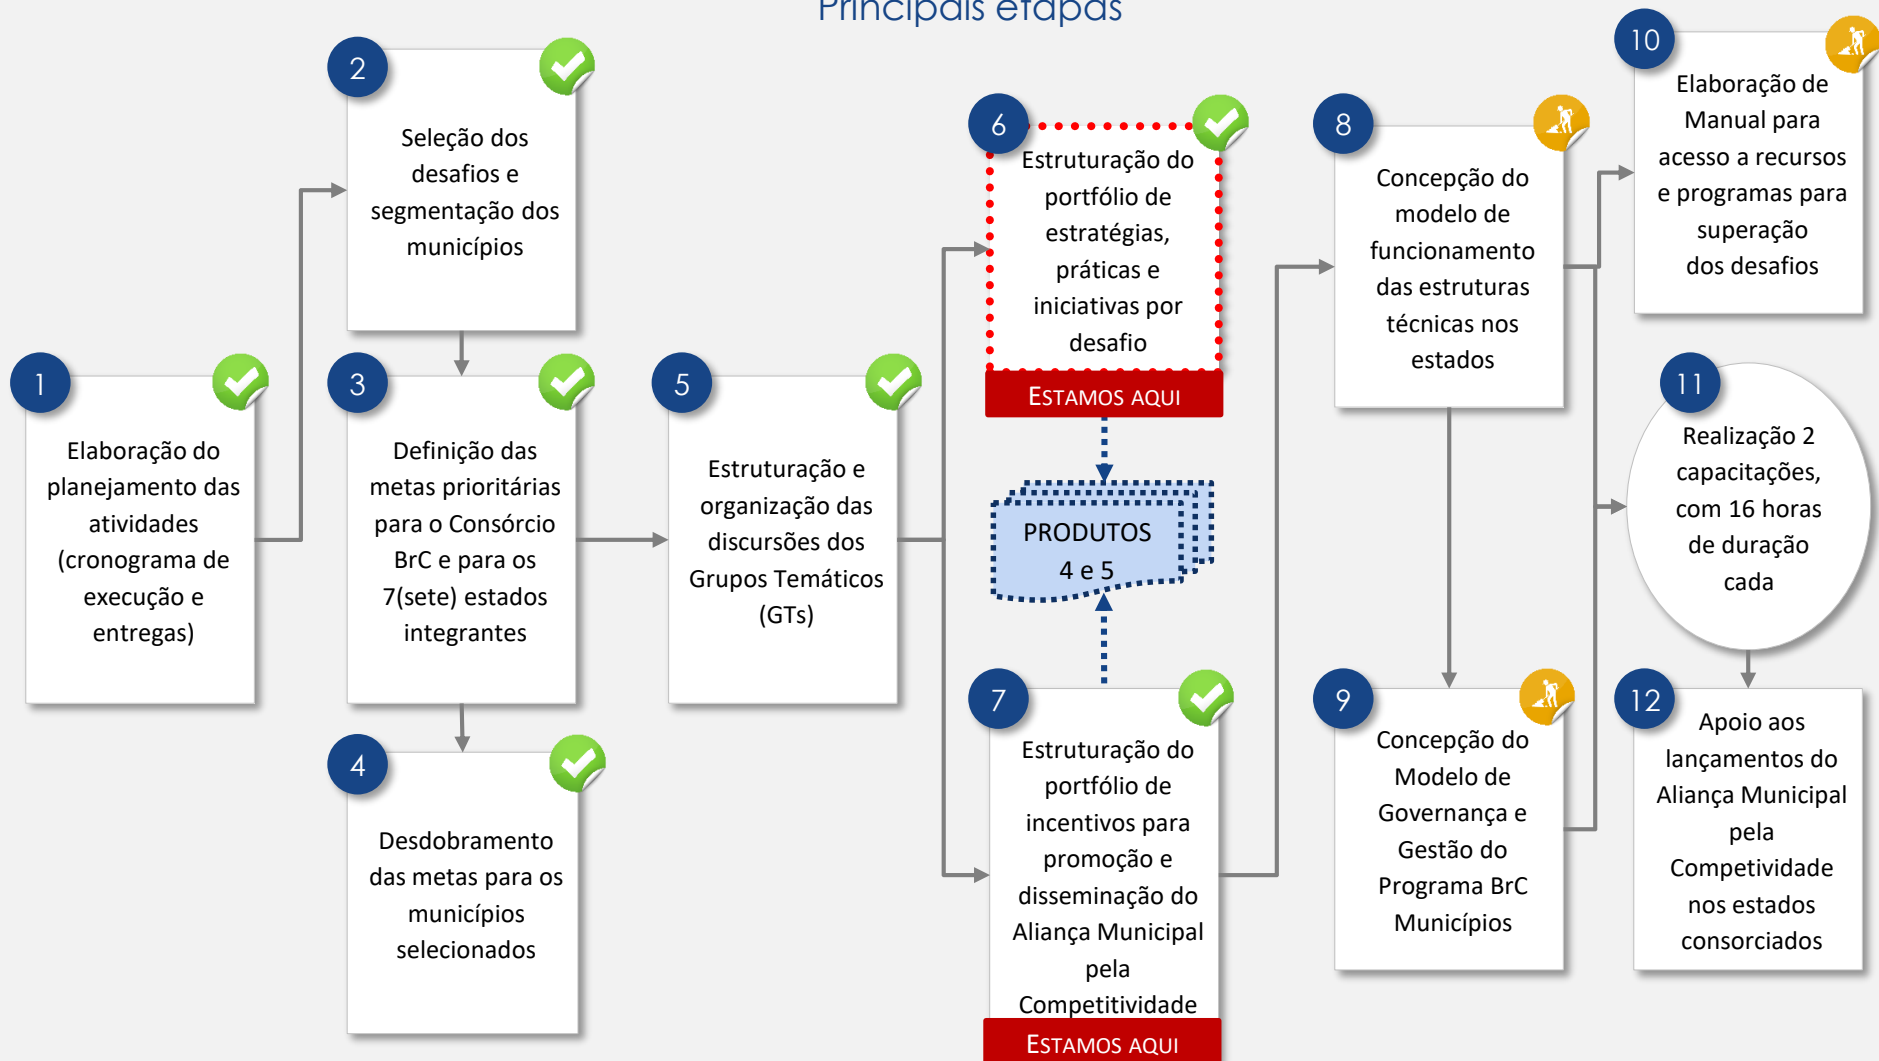 Principais etapas
1
Elaboração do
planejamento das
atividades
(cronograma de
execução e
entregas)
2
Seleção dos
desafios e
segmentação dos
municípios
3
Definição das
metas prioritárias
para o Consórcio
BrC e para os
7(sete) estados
integrantes
4
Desdobramento
das metas para os
municípios
selecionados
5
Estruturação e
organização das
discursões dos
Grupos Temáticos
(GTs)
6
Estruturação do
portfólio de
estratégias,
práticas e
iniciativas por
desafio
ESTAMOS AQUI
PRODUTOS
4 e 5
7
Estruturação do
portfólio de
incentivos para
promoção e
disseminação do
Aliança Municipal
pela
Competitividade
ESTAMOS AQUI
8
Concepção do
modelo de
funcionamento
das estruturas
técnicas nos
estados
9
Concepção do
Modelo de
Governança e
Gestão do
Programa BrC
Municípios
10
Elaboração de
Manual para
acesso a recursos
e programas para
superação
dos desafios
11
Realização 2
capacitações,
com 16 horas
de duração
cada
12
Apoio aos
lançamentos do
Aliança Municipal
pela
Competividade
nos estados
consorciados